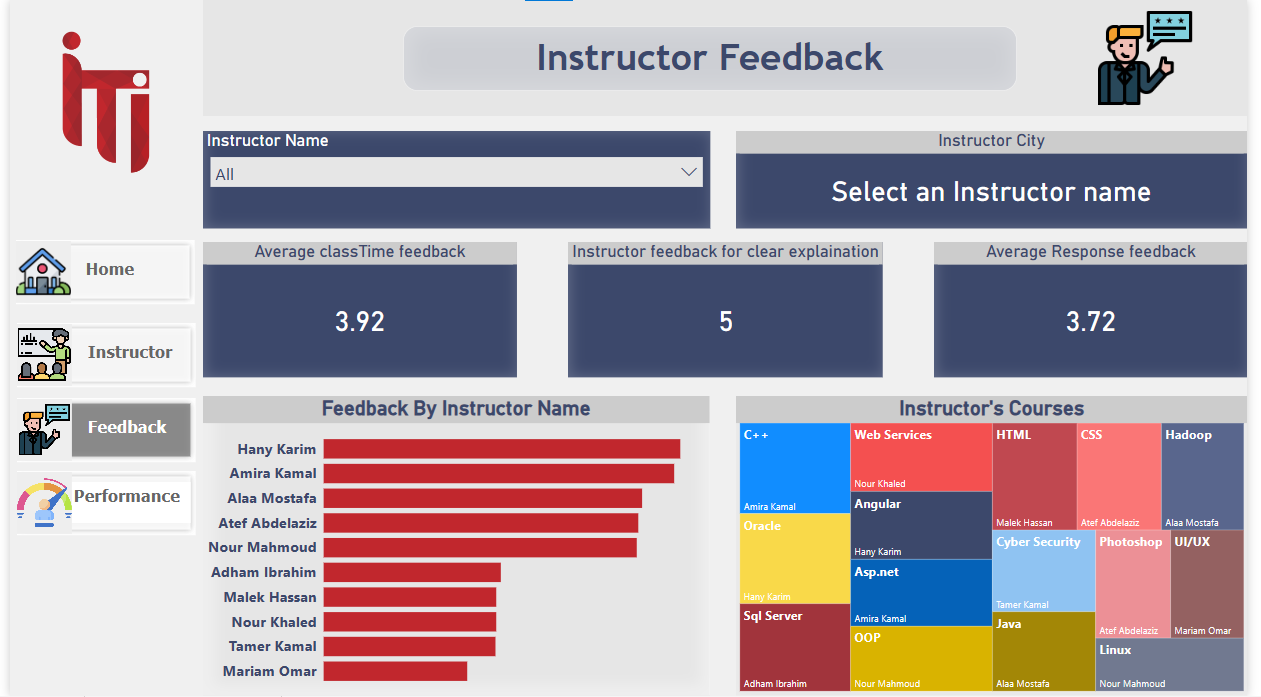 Instructor Feedback
Instructor Name
All
Instructor City
Select an Instructor name
Home
Instructor
Feedback
Performance
Average classTime feedback
3.92
Instructor feedback for clear explaination
5
Average Response feedback
3.72
Feedback By Instructor Name
Hany Karim
Amira Kamal
Alaa Mostafa
Atef Abdelaziz
Nour Mahmoud
Adham Ibrahim
Malek Hassan
Nour Khaled
Tamer Kamal
Mariam Omar
Instructor's Courses
C++
Amira Kamal
Oracle
Hany Karim
Sql Server
Adham Ibrahim
Web Services
Nour Khaled
Angular
Hany Karim
Asp.net
Amira Kamal
OOP
Nour Mahmoud
HTML
Malek Hassan
CSS
Atef Abdelaziz
Hadoop
Alaa Mostafa
Cyber Security
Tamer Kamal
Java
Alaa Mostafa
Photoshop
Atef Abdelaziz
UI/UX
Mariam Omar
Linux
Nour Mahmoud
iTi